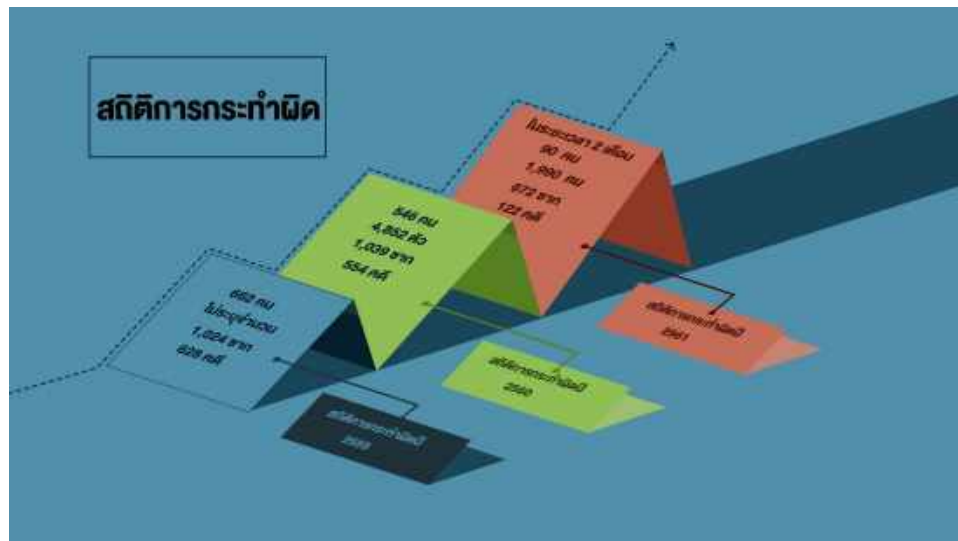 สถิติการกระทำผิด
ในระยะเวลา 2 เดือน
90 คน
1,990 คน
972 ซาก
122 คดี
546 คน
4,852 ตัว
1,039 ซาก
554 คดี
662 คน
ไม่ระบุจำนวน
1,024 ซาก
628 คดี
สถิติการกระทำผิดปี
สถิติการกระทำผิดปี
2560
สถิติการกระทำผิดปี